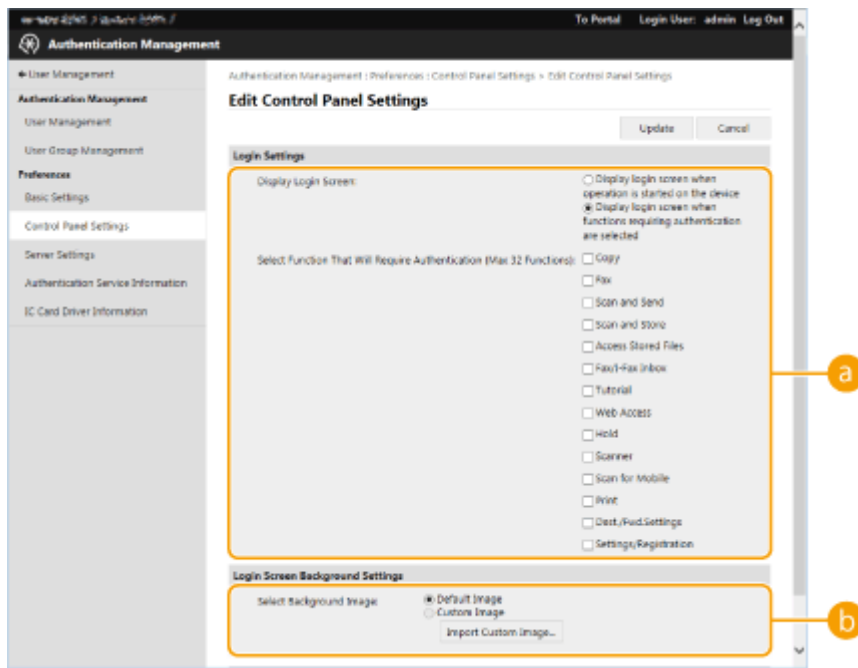 To Portal Login User: admin Log Out
Authentication Management
User Management
Authentication Management
User Management
User Group Management
Preferences
Basic Settings
Control Panel Settings
Server Settings
Authentication Service Information
IC Card Driver Information
Authentication Management : Preferences : Control Panel Settings > Edit Control Panel Settings
Edit Control Panel Settings
Update Cancel
Login Settings
Display Login Screen:
Display login screen when
operation is started on the device
Display login screen when
functions requiring authentication
are selected
Select Function That Will Require Authentication (Max 32 Functions):
Copy
Fax
Scan and Send
Scan and Store
Access Stored Files
Fax/I-Fax Inbox
Tutorial
Web Access
Hold
Scanner
Scan for Mobile
Print
Dest./Fwd.Settings
Settings/Registration
a
Login Screen Background Settings
Select Background Image:
Default Image
Custom Image
Import Custom Image...
b